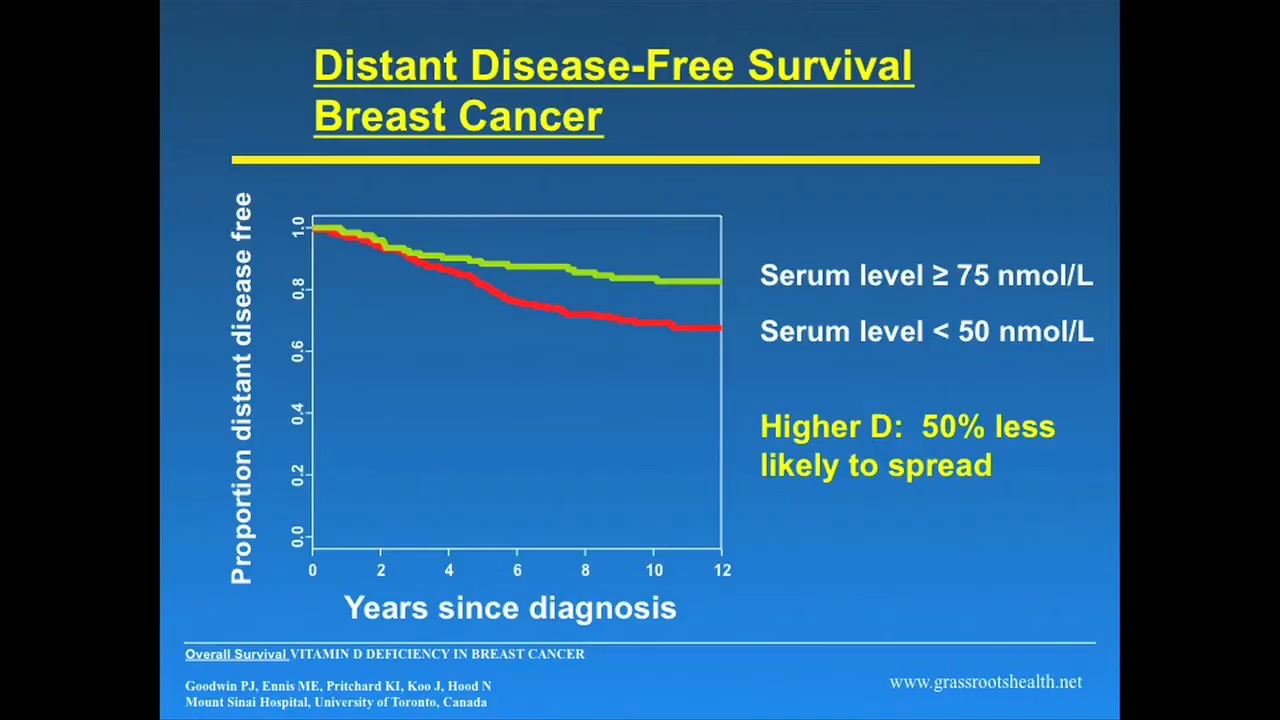 Distant Disease-Free Survival
Breast Cancer
Proportion distant disease free
1.0
0.8
0.6
0.4
0.2
0.0
0 2 4 6 8 10 12
Years since diagnosis
Serum level ≥ 75 nmol/L
Serum level < 50 nmol/L
Higher D: 50% less
likely to spread
Overall Survival VITAMIN D DEFICIENCY IN BREAST CANCER
Goodwin PJ, Ennis ME, Pritchard KI, Koo J, Hood N
Mount Sinai Hospital, University of Toronto, Canada
www.grassrootshealth.net